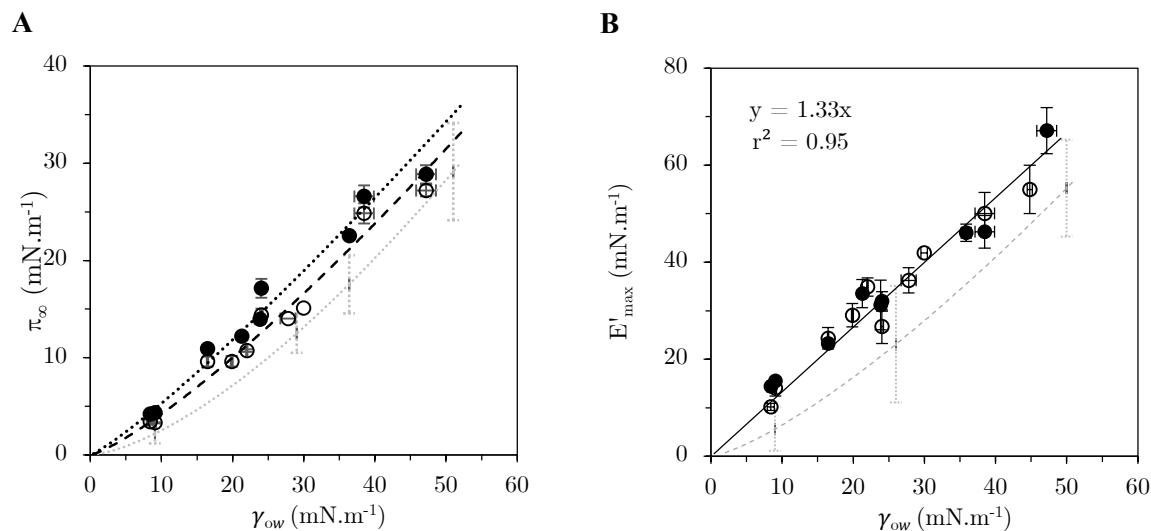 A
B
40
30
20
10
0
π∞ (mN.m-1)
0 10 20 30 40 50 60
γow (mN.m-1)
80
60
40
20
0
E'max (mN.m-1)
y = 1.33x
r² = 0.95
0 10 20 30 40 50 60
γow (mN.m-1)